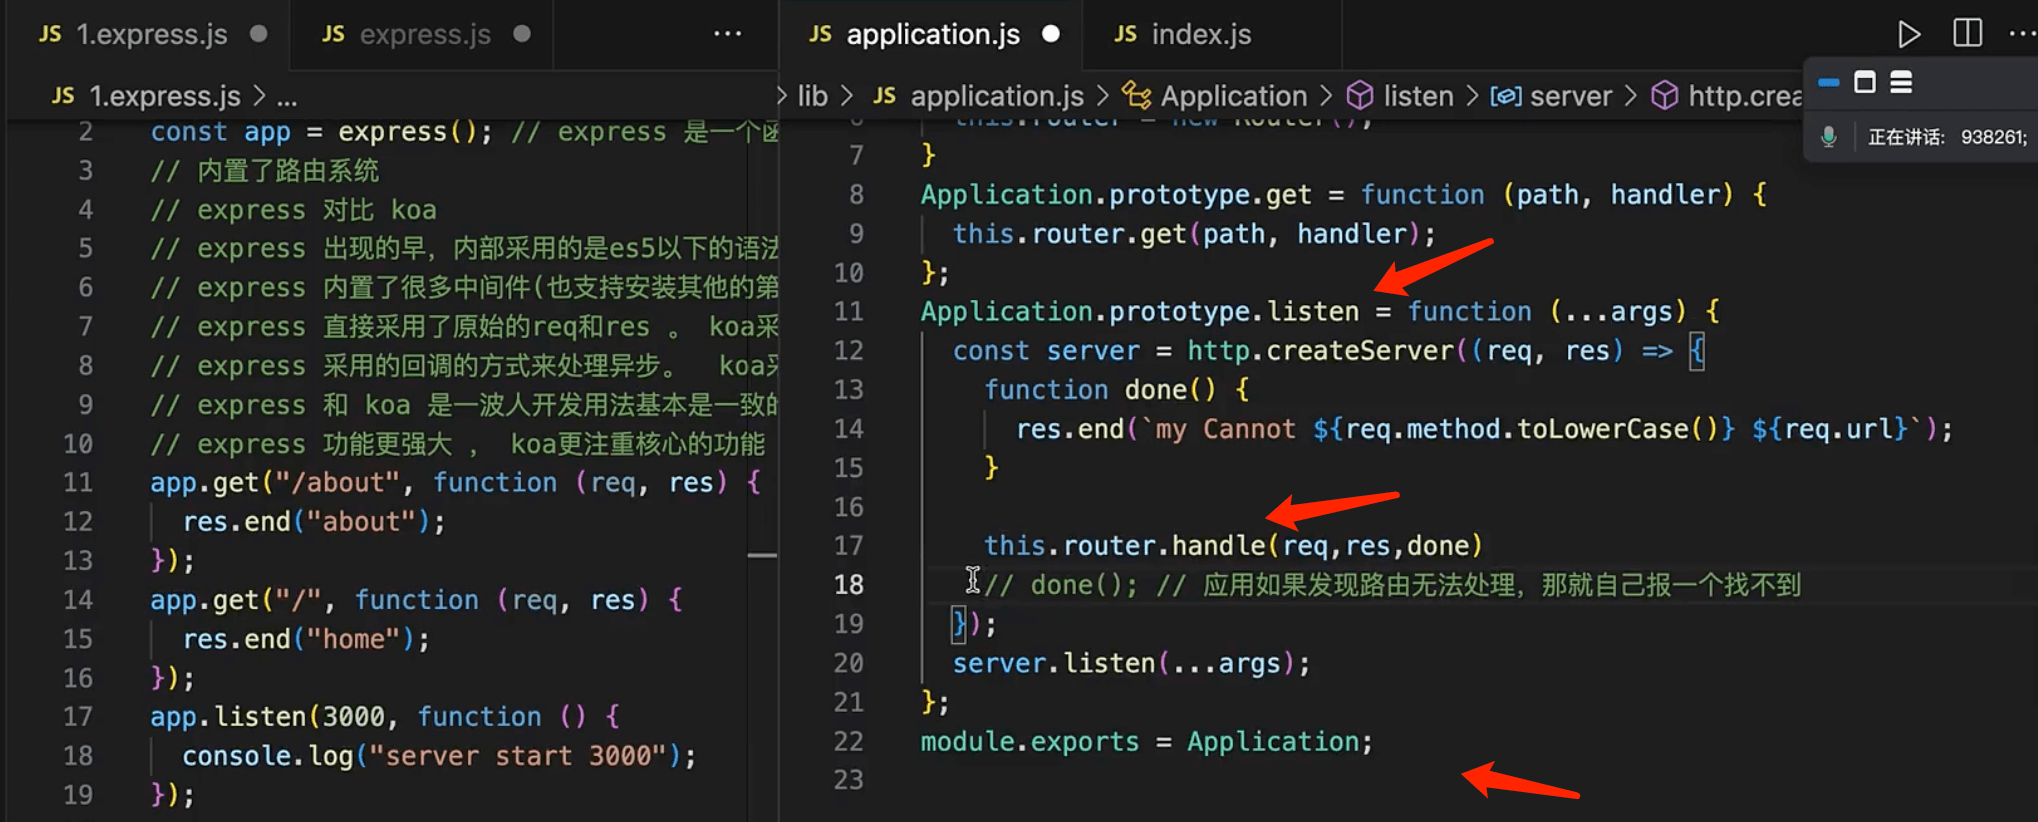 JS 1.express.js
JS express.js
...
JS 1.express.js > ...
2 const app = express(); // express 是一个函
3 // 内置了路由系统
4 // express 对比 koa
5 // express 出现的早，内部采用的是es5以下的语法
6 // express 内置了很多中间件(也支持安装其他的第
7 // express 直接采用了原始的req和res 。 koa采
8 // express 采用的回调的方式来处理异步。 koa采
9 // express 和 koa 是一波人开发用法基本是一致的
10 // express 功能更强大 ， koa更注重核心的功能
11 app.get("/about", function (req, res) {
12 res.end("about");
13 });
14 app.get("/", function (req, res) {
15 res.end("home");
16 });
17 app.listen(3000, function () {
18 console.log("server start 3000");
19 });
JS application.js
JS index.js
...
> lib > JS application.js > Application > listen > server > http.crea
正在讲话: 938261;
6 this.router = new Router();
7 }
8 Application.prototype.get = function (path, handler) {
9 this.router.get(path, handler);
10 };
11 Application.prototype.listen = function (...args) {
12 const server = http.createServer((req, res) => {
13 function done() {
14 res.end(`my Cannot ${req.method.toLowerCase()} ${req.url}`);
15 }
16
17 this.router.handle(req,res,done)
18 // done(); // 应用如果发现路由无法处理，那就自己报一个找不到
19 });
20 server.listen(...args);
21 };
22 module.exports = Application;
23